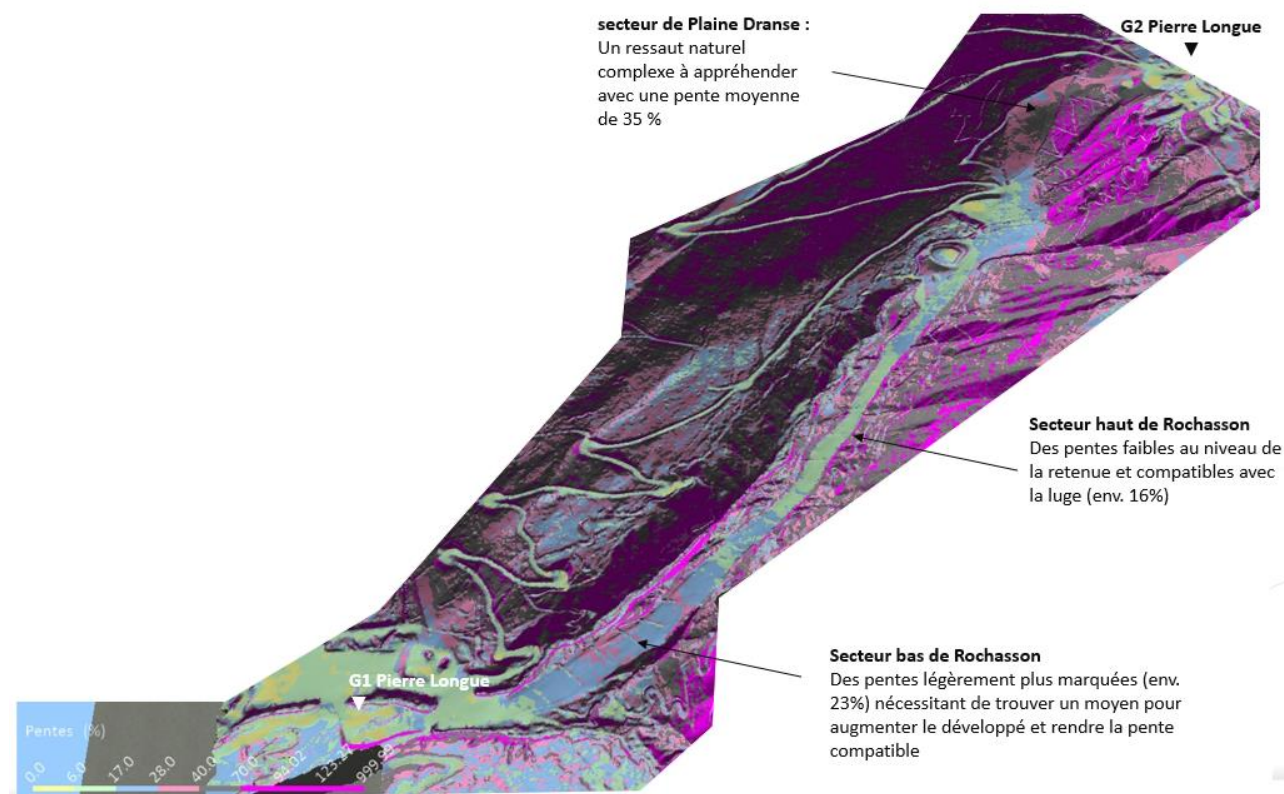 secteur de Plaine Dranse :
Un ressaut naturel
complexe à appréhender
avec une pente moyenne
de 35 %
G2 Pierre Longue
Secteur haut de Rochasson
Des pentes faibles au niveau de
la retenue et compatibles avec
la luge (env. 16%)
Secteur bas de Rochasson
Des pentes légèrement plus marquées (env.
23%) nécessitant de trouver un moyen pour
augmenter le développé et rendre la pente
compatible
G1 Pierre Longue
Pentes (%)
0.0 6.0 17.0 28.0 40.0 70.0 94.02 123.27 999.99